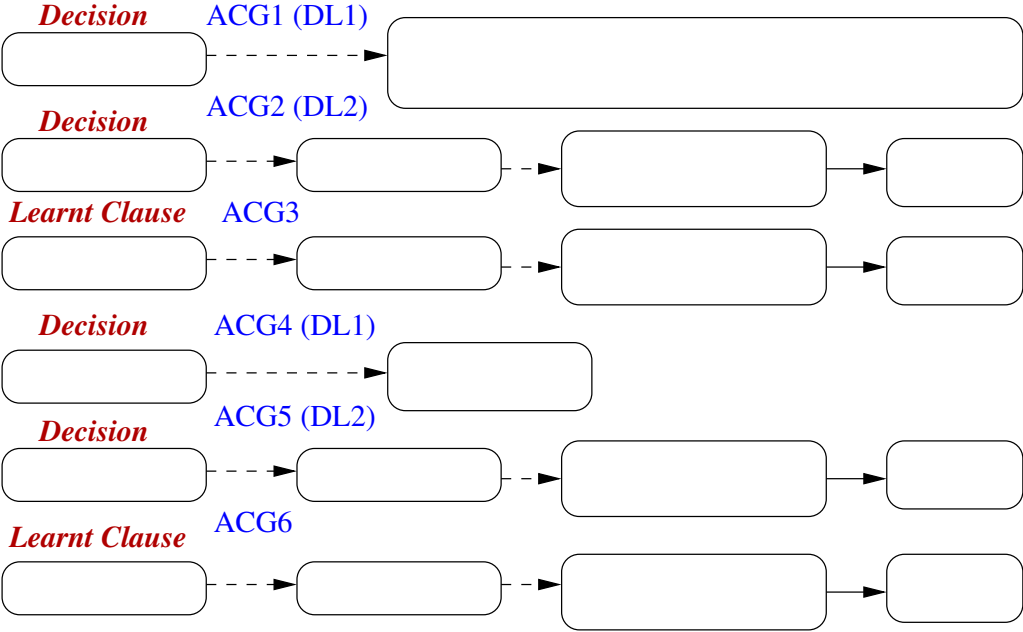 Decision ACG1 (DL1)
Decision ACG2 (DL2)
Learnt Clause ACG3
Decision ACG4 (DL1)
Decision ACG5 (DL2)
Learnt Clause ACG6